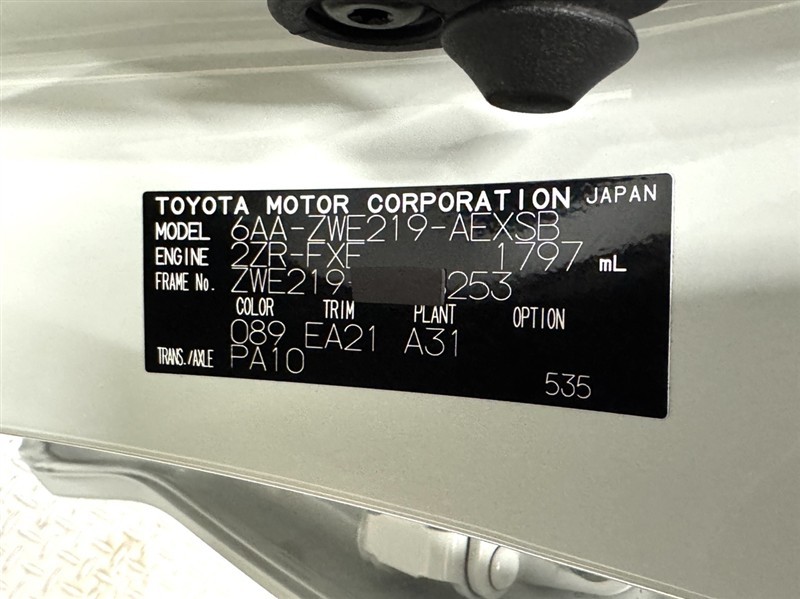 TOYOTA MOTOR CORPORATION JAPAN
MODEL 6AA-ZWE219-AEXSB
ENGINE 2ZR-FXE 1797 mL
FRAME No. ZWE219- 253
COLOR TRIM PLANT OPTION
089 EA21 A31
TRANS./AXLE PA10
535